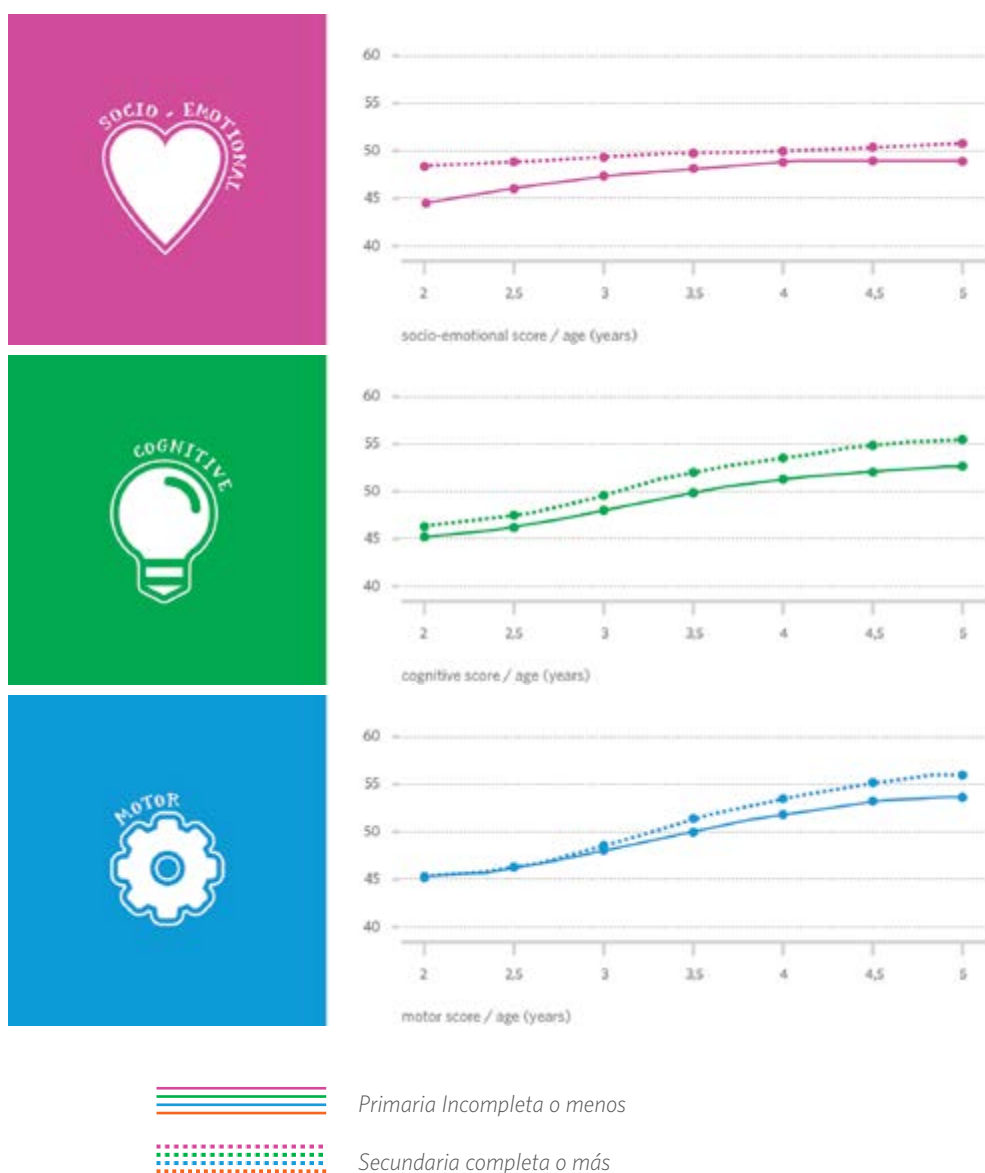 SOCIO - EMOTIONAL
60
55
50
45
40
2 2,5 3 3,5 4 4,5 5
socio-emotional score / age (years)
COGNITIVE
60
55
50
45
40
2 2,5 3 3,5 4 4,5 5
cognitive score / age (years)
MOTOR
60
55
50
45
40
2 2,5 3 3,5 4 4,5 5
motor score / age (years)
Primaria Incompleta o menos
Secundaria completa o más